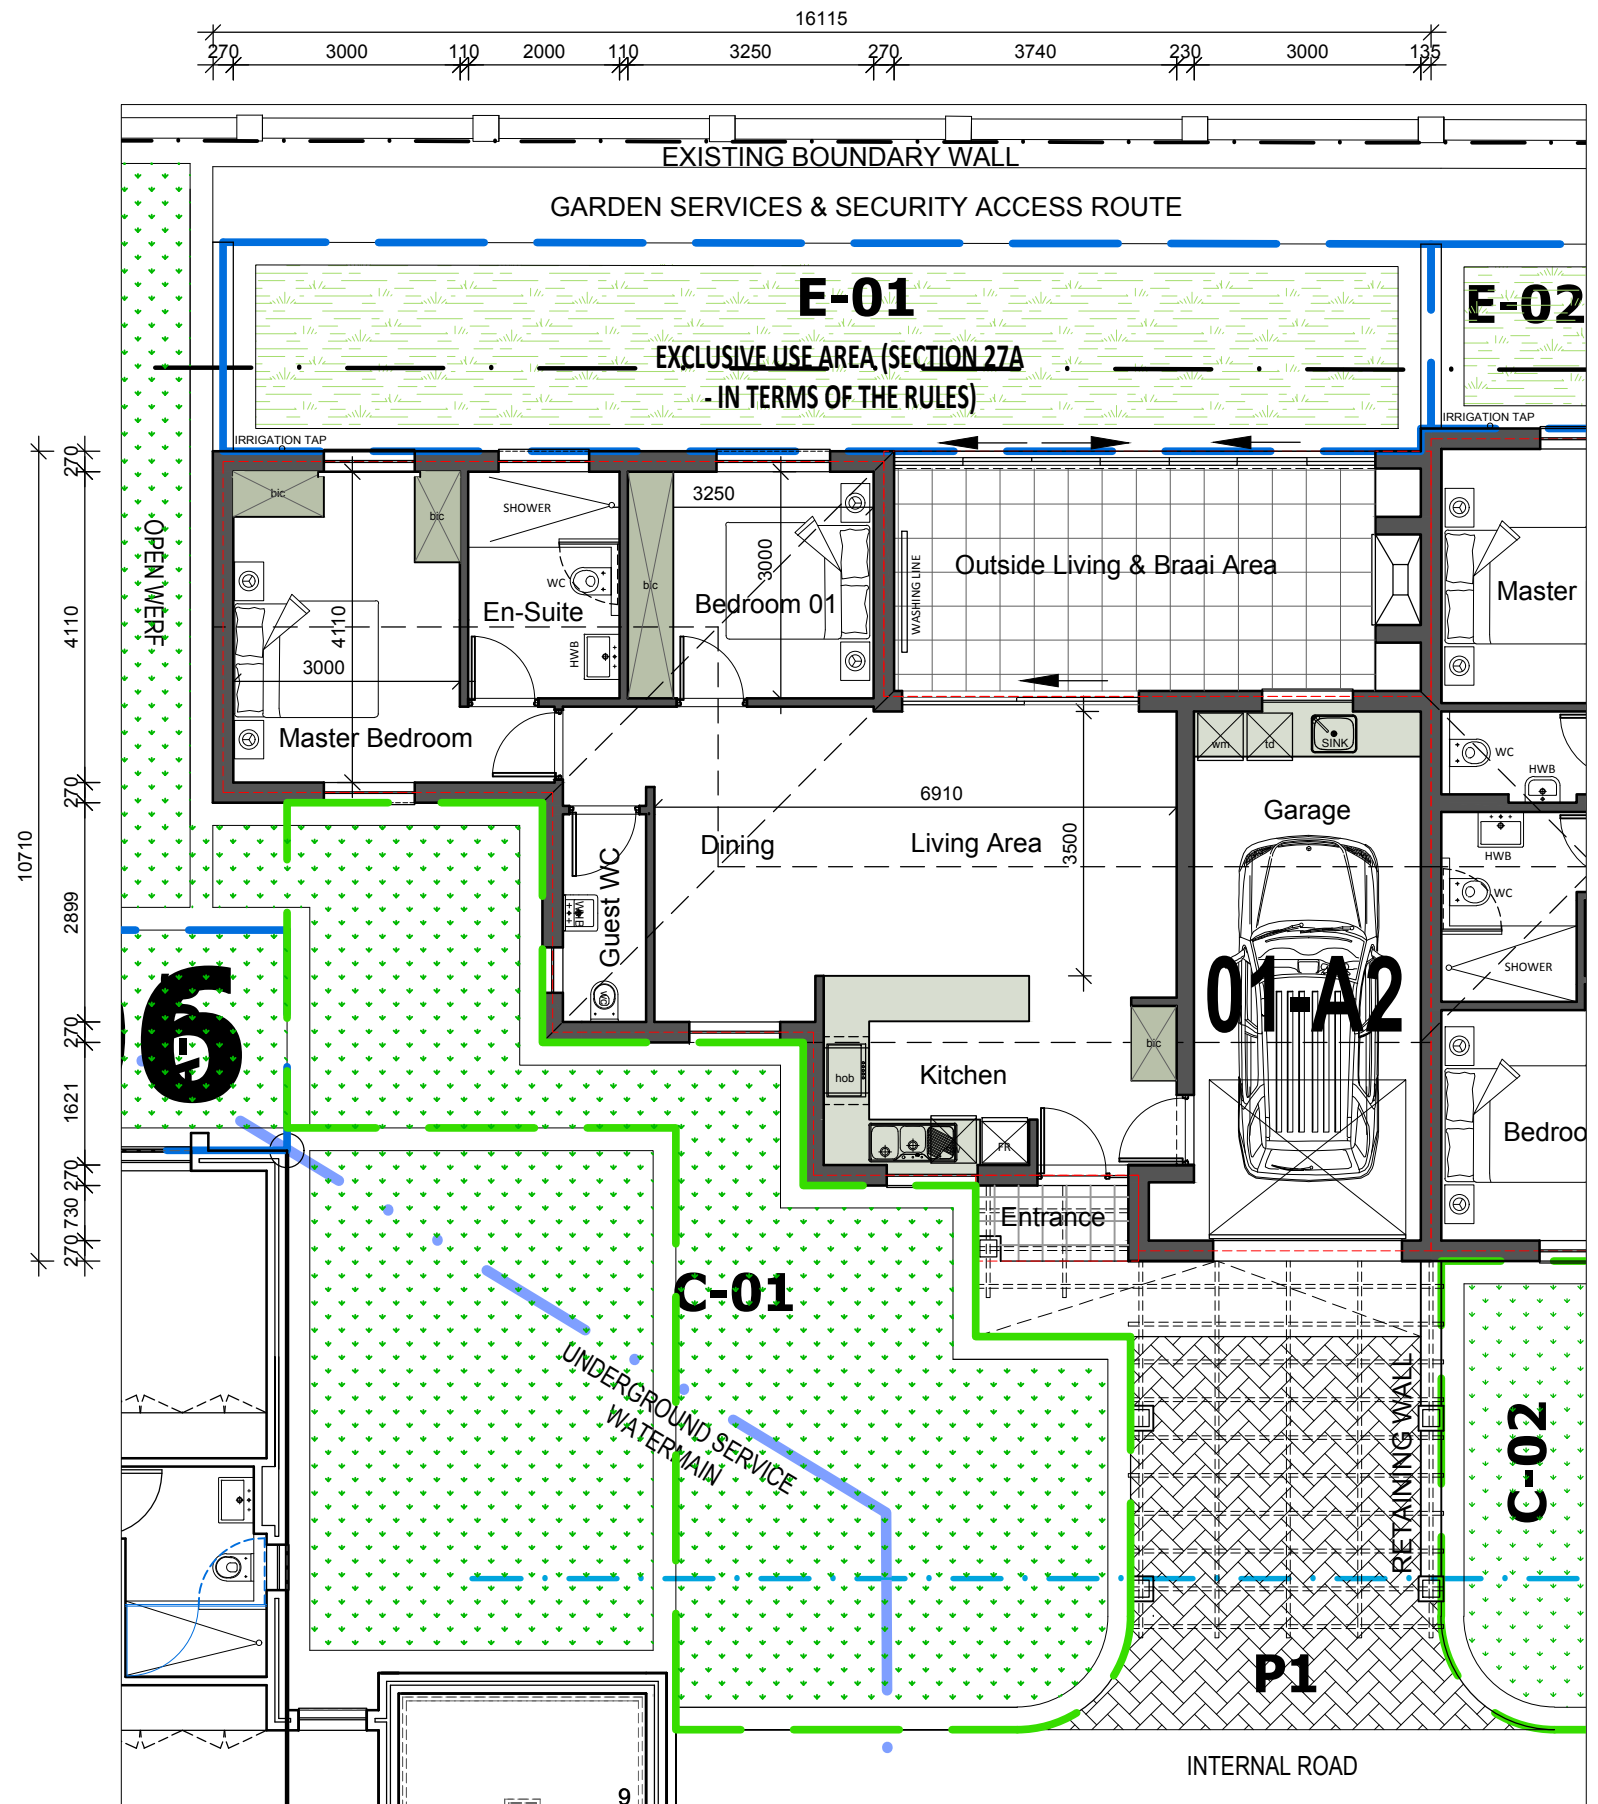 16115
270 3000 110 2000 110 3250 270 3740 230 3000 135
EXISTING BOUNDARY WALL
GARDEN SERVICES & SECURITY ACCESS ROUTE
E-01
E-02
EXCLUSIVE USE AREA (SECTION 27A
- IN TERMS OF THE RULES)
IRRIGATION TAP
IRRIGATION TAP
10710
270
4110
270
2899
270
1621
270
730
270
OPEN WERF
bic
bic
SHOWER
WC
En-Suite
HWB
bic
3250
3000
Bedroom 01
WASHING LINE
Outside Living & Braai Area
Master
4110
3000
Master Bedroom
wm
td
SINK
WC
HWB
6910
Garage
3500
Dining
Living Area
Guest WC
WHB
WC
HWB
WC
SHOWER
01-A2
6
bic
hob
Kitchen
FR
Bedroo
Entrance
C-01
UNDERGROUND SERVICE
WATERMAIN
RETAINING WALL
C-02
P1
INTERNAL ROAD
9